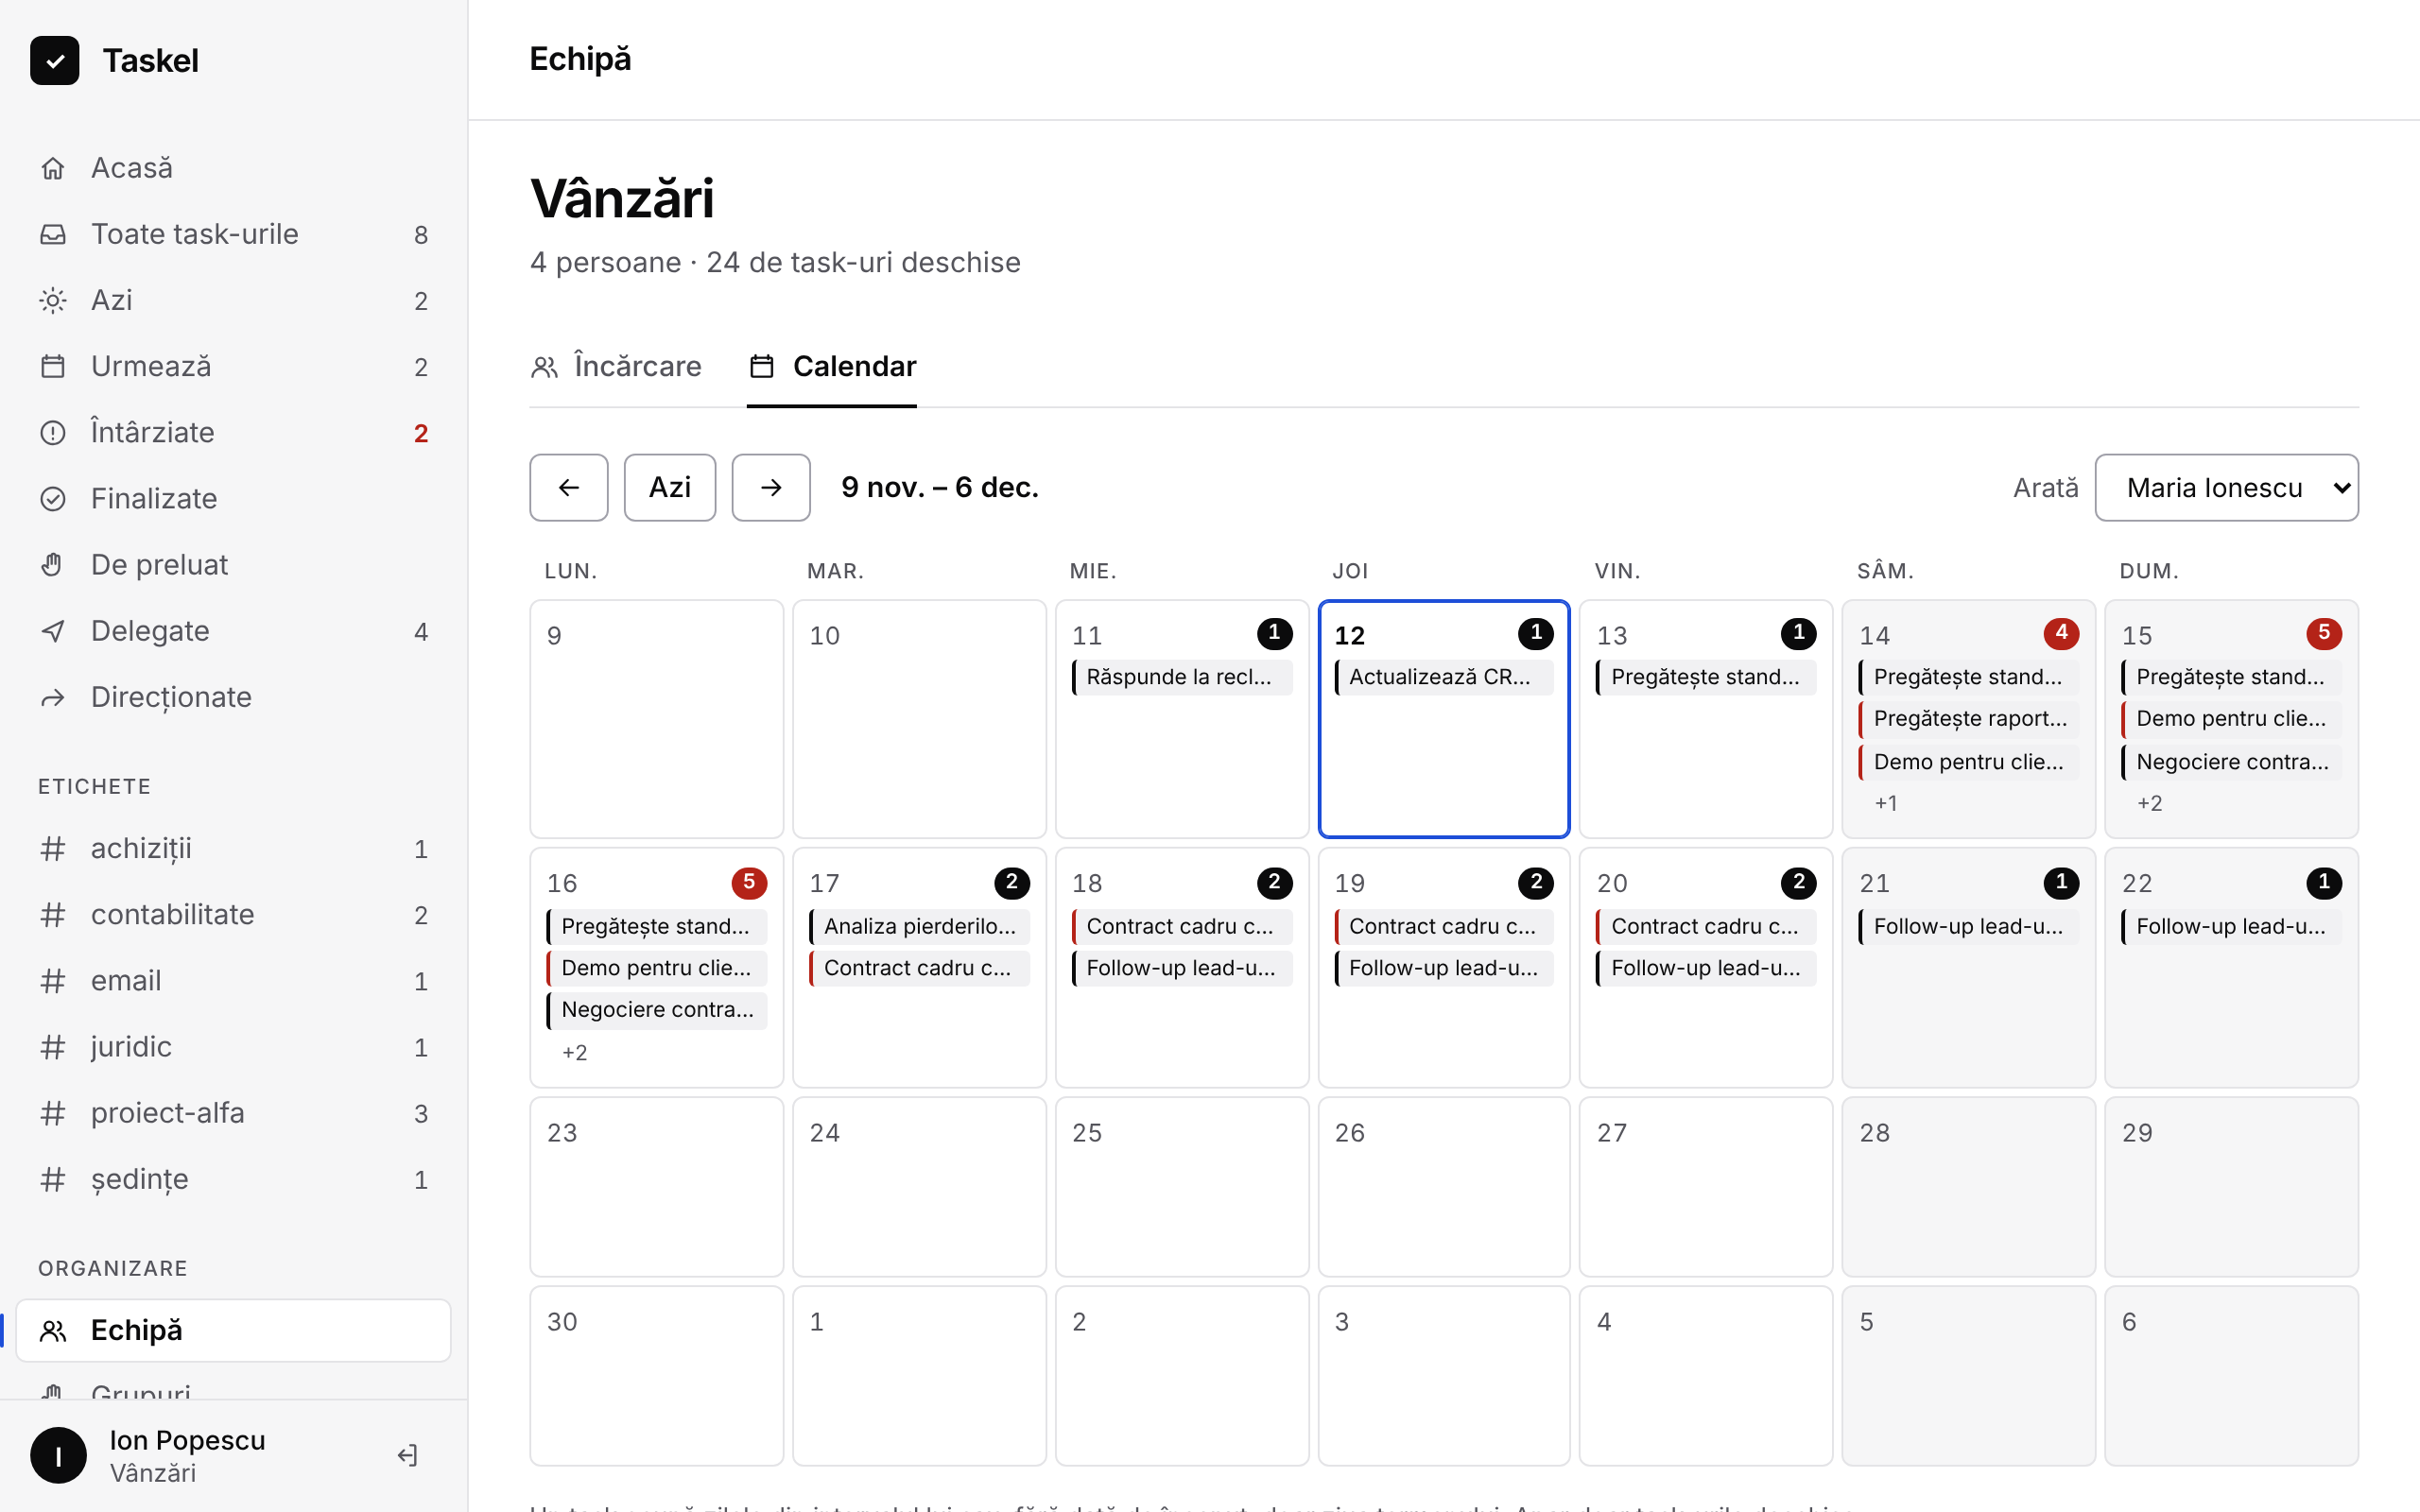 Taskel
Acasă
Toate task-urile 8
Azi 2
Urmează 2
Întârziate 2
Finalizate
De preluat
Delegate 4
Direcționate
ETICHETE
# achiziții 1
# contabilitate 2
# email 1
# juridic 1
# proiect-alfa 3
# ședințe 1
ORGANIZARE
Echipă
Grupuri
I
Ion Popescu
Vânzări
Echipă
Vânzări
4 persoane · 24 de task-uri deschise
Încărcare Calendar
← Azi → 9 nov. – 6 dec. Arată Maria Ionescu
LUN. MAR. MIE. JOI VIN. SÂM. DUM.
9
10
11 1
Răspunde la recl...
12 1
Actualizează CR...
13 1
Pregătește stand...
14 4
Pregătește stand...
Pregătește raport...
Demo pentru clie...
+1
15 5
Pregătește stand...
Demo pentru clie...
Negociere contra...
+2
16 5
Pregătește stand...
Demo pentru clie...
Negociere contra...
+2
17 2
Analiza pierderilo...
Contract cadru c...
18 2
Contract cadru c...
Follow-up lead-u...
19 2
Contract cadru c...
Follow-up lead-u...
20 2
Contract cadru c...
Follow-up lead-u...
21 1
Follow-up lead-u...
22 1
Follow-up lead-u...
23 24 25 26 27 28 29
30 1 2 3 4 5 6